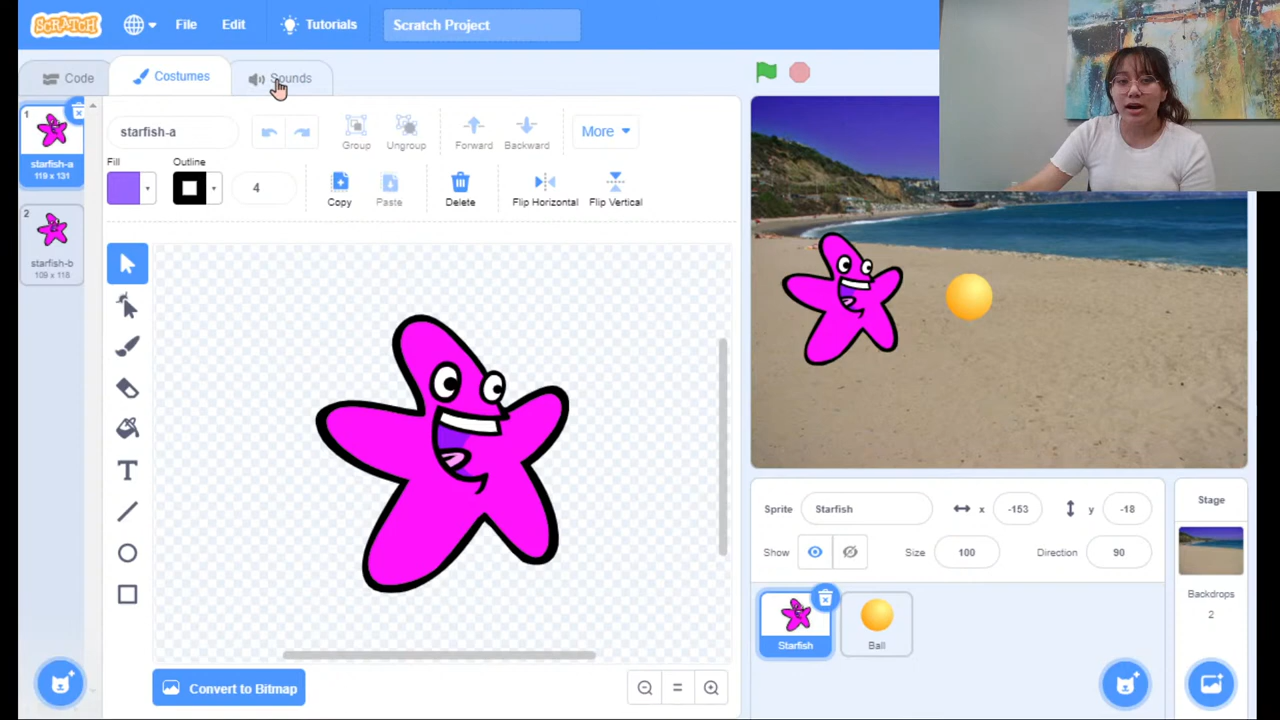 SCRATCH File Edit Tutorials Scratch Project
Code Costumes Sounds
1
starfish-a
119 x 131
2
starfish-b
109 x 116
starfish-a
Group Ungroup Forward Backward More
Fill Outline
4
Copy Paste Delete Flip Horizontal Flip Vertical
T
Convert to Bitmap
Sprite Starfish x -153 y -18
Show Size 100 Direction 90
Starfish Ball
Stage
Backdrops
2